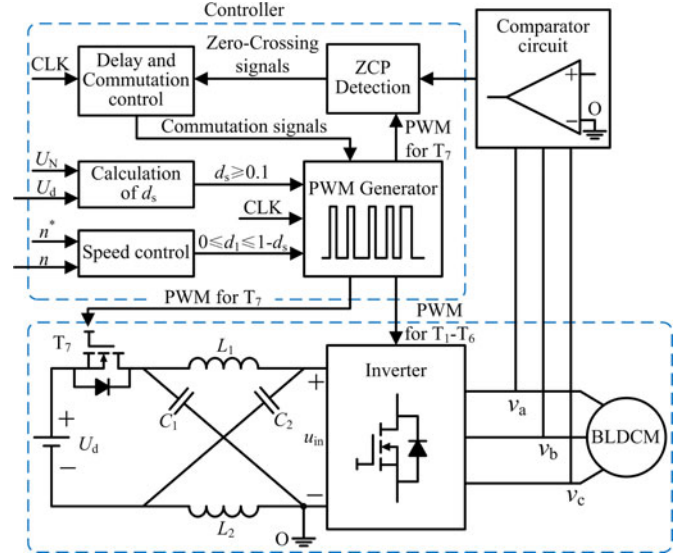 Controller
Comparator
circuit
CLK
Delay and
Commutation
control
Zero-Crossing
signals
ZCP
Detection
+
−
O
Commutation signals
PWM
for T7
UN
Ud
Calculation
of ds
ds≥0.1
PWM Generator
CLK
n*
n
Speed control
0≤d1≤1-ds
PWM for T7
PWM
for T1-T6
T7
L1
+
Inverter
C1
C2
+
Ud
−
uin
va
vb
vc
BLDCM
−
L2
O